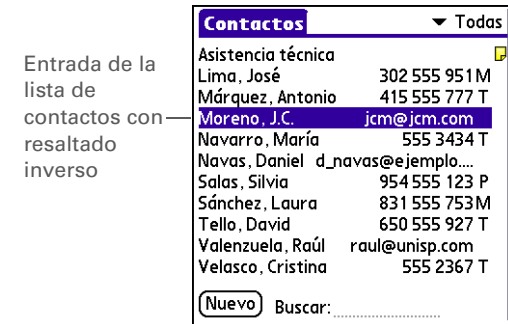 Contactos
Todas
Asistencia técnica
Lima, José 302 555 951 M
Márquez, Antonio 415 555 777 T
Moreno, J.C. jcm@jcm.com
Navarro, María 555 3434 T
Navas, Daniel d_navas@ejemplo....
Salas, Silvia 954 555 123 P
Sánchez, Laura 831 555 753 M
Tello, David 650 555 927 T
Valenzuela, Raúl raul@unisp.com
Velasco, Cristina 555 2367 T
Nuevo Buscar:
Entrada de la
lista de
contactos con
resaltado
inverso